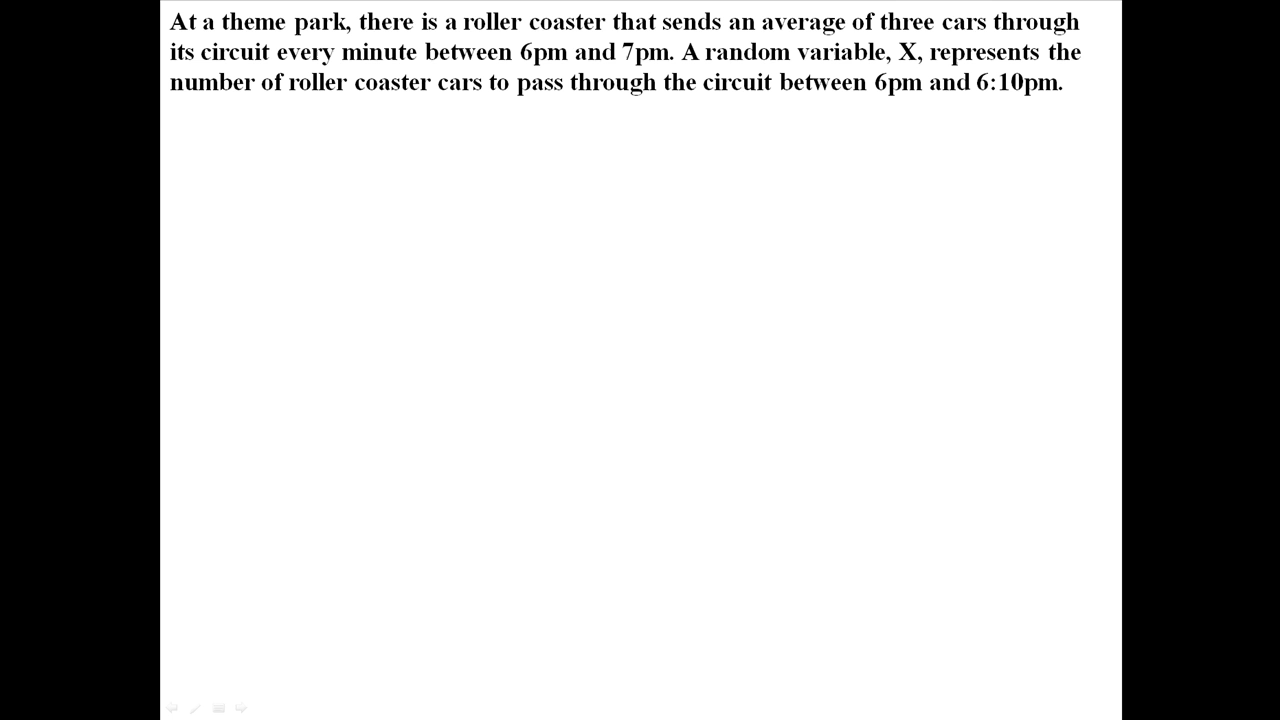 At a theme park, there is a roller coaster that sends an average of three cars through
its circuit every minute between 6pm and 7pm. A random variable, X, represents the
number of roller coaster cars to pass through the circuit between 6pm and 6:10pm.